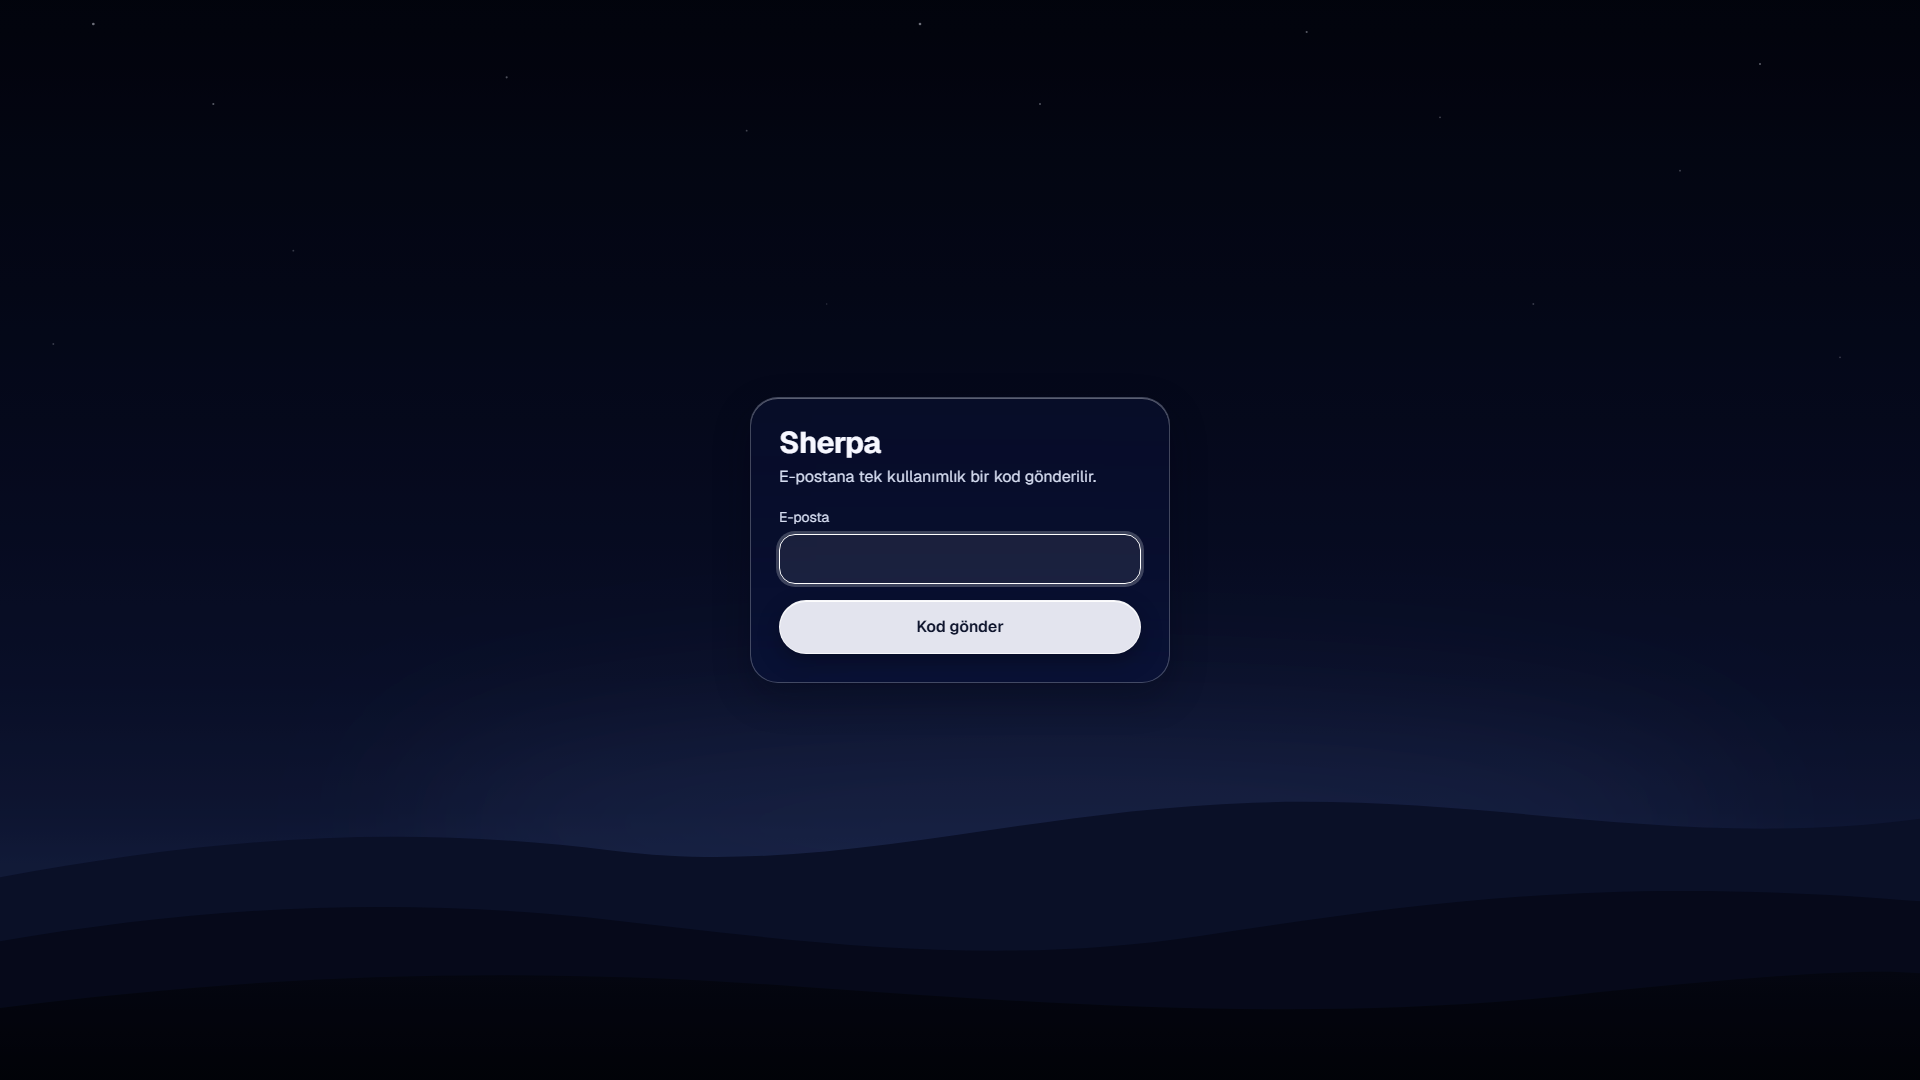 Sherpa
E-postana tek kullanımlık bir kod gönderilir.
E-posta
Kod gönder